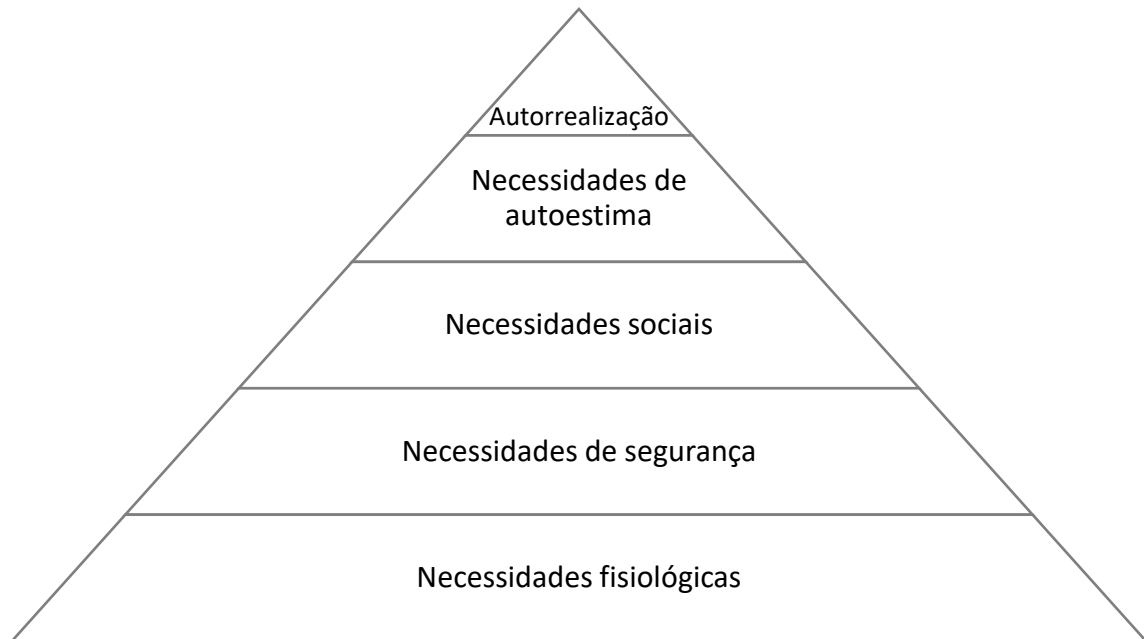 Autorrealização
Necessidades de
autoestima
Necessidades sociais
Necessidades de segurança
Necessidades fisiológicas